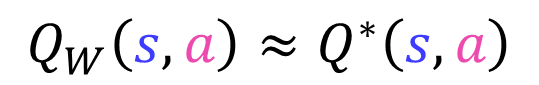 Q_W(s, a) ≈ Q*(s, a)